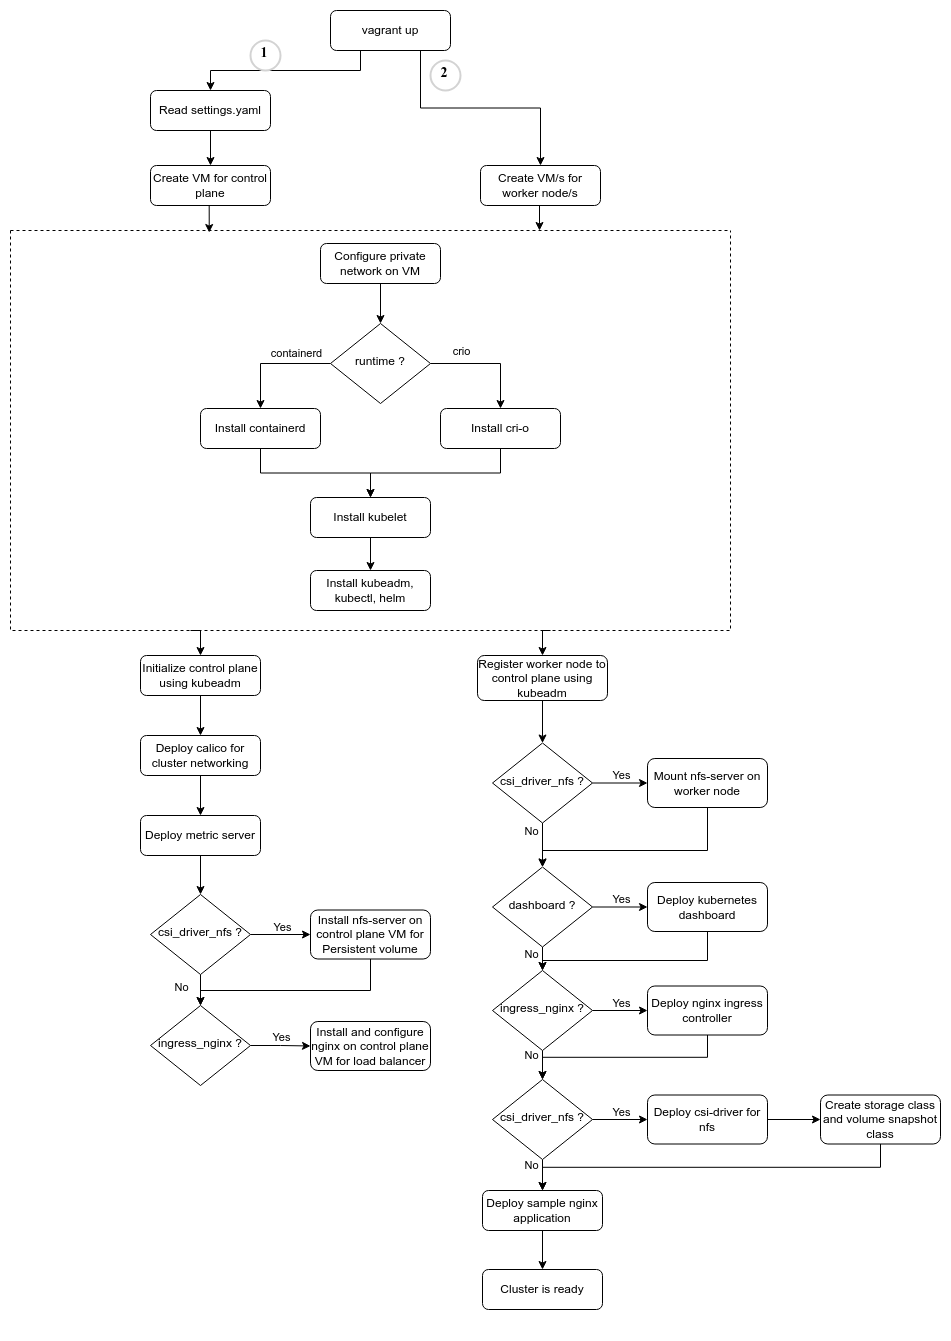 vagrant up
1
2
Read settings.yaml
Create VM for control
plane
Create VM/s for
worker node/s
Configure private
network on VM
runtime ?
containerd
crio
Install containerd
Install cri-o
Install kubelet
Install kubeadm,
kubectl, helm
Initialize control plane
using kubeadm
Deploy calico for
cluster networking
Deploy metric server
csi_driver_nfs ?
Yes
Install nfs-server on
control plane VM for
Persistent volume
No
ingress_nginx ?
Yes
Install and configure
nginx on control plane
VM for load balancer
Register worker node to
control plane using
kubeadm
csi_driver_nfs ?
Yes
Mount nfs-server on
worker node
No
dashboard ?
Yes
Deploy kubernetes
dashboard
No
ingress_nginx ?
Yes
Deploy nginx ingress
controller
No
csi_driver_nfs ?
Yes
Deploy csi-driver for
nfs
Create storage class
and volume snapshot
class
No
Deploy sample nginx
application
Cluster is ready